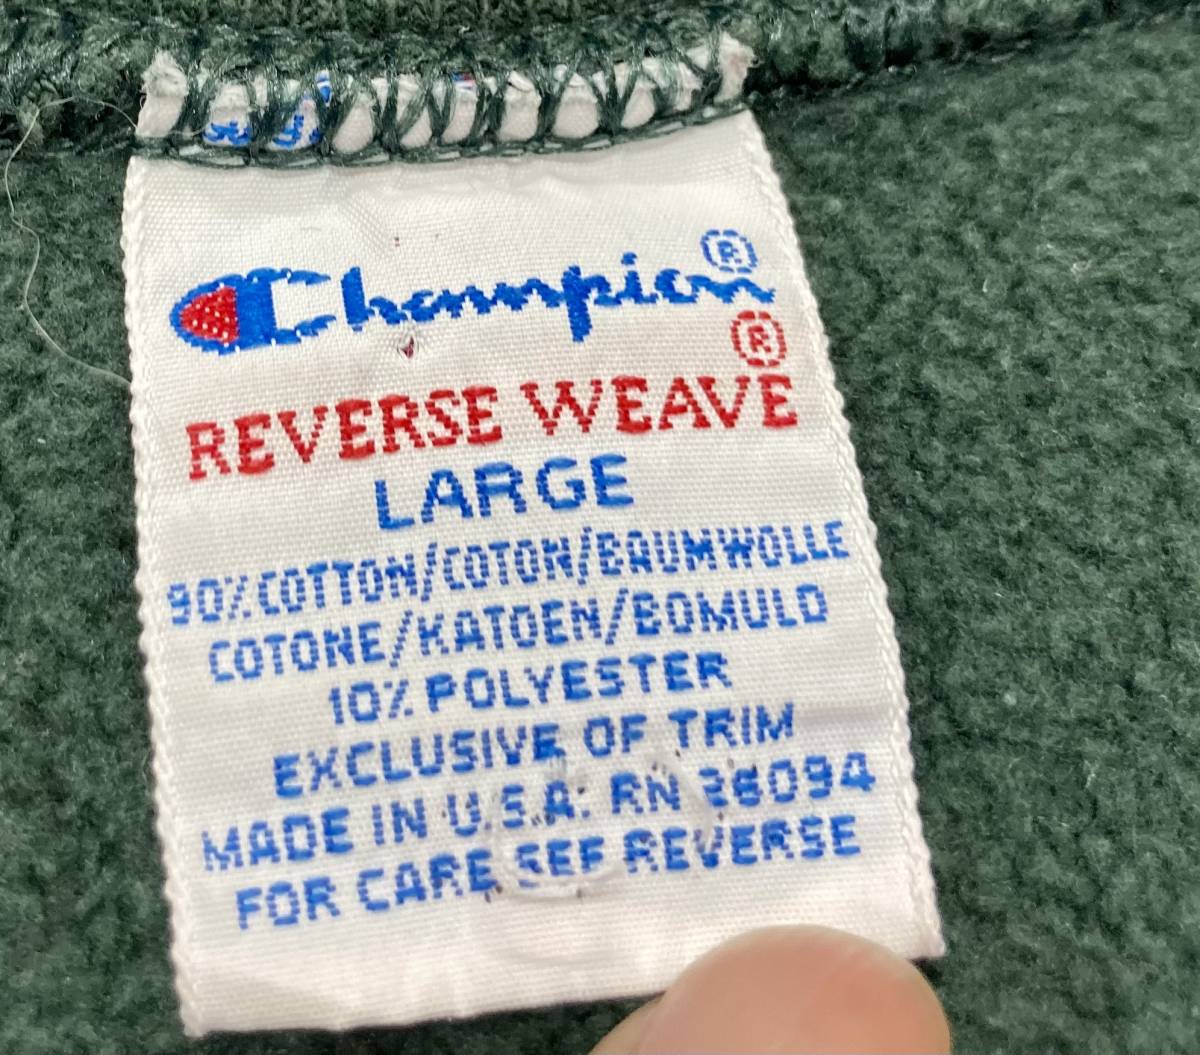 Champion®
®
REVERSE WEAVE
LARGE
90% COTTON/COTON/BAUMWOLLE
COTONE/KATOEN/BOMULD
10% POLYESTER
EXCLUSIVE OF TRIM
MADE IN U.S.A. RN 26094
FOR CARE SEE REVERSE